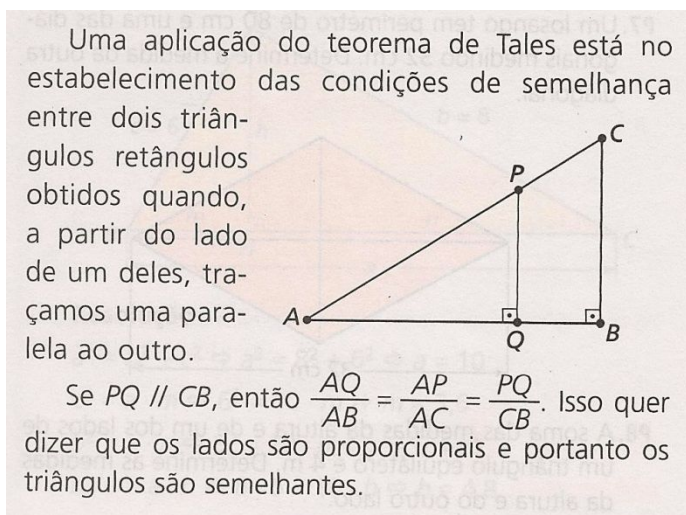 Uma aplicação do teorema de Tales está no
estabelecimento das condições de semelhança
entre dois triân-
gulos retângulos
obtidos quando,
a partir do lado
de um deles, tra-
çamos uma para-
lela ao outro.
A
P
C
Q
B
Se PQ // CB, então AQ/AB = AP/AC = PQ/CB. Isso quer
dizer que os lados são proporcionais e portanto os
triângulos são semelhantes.